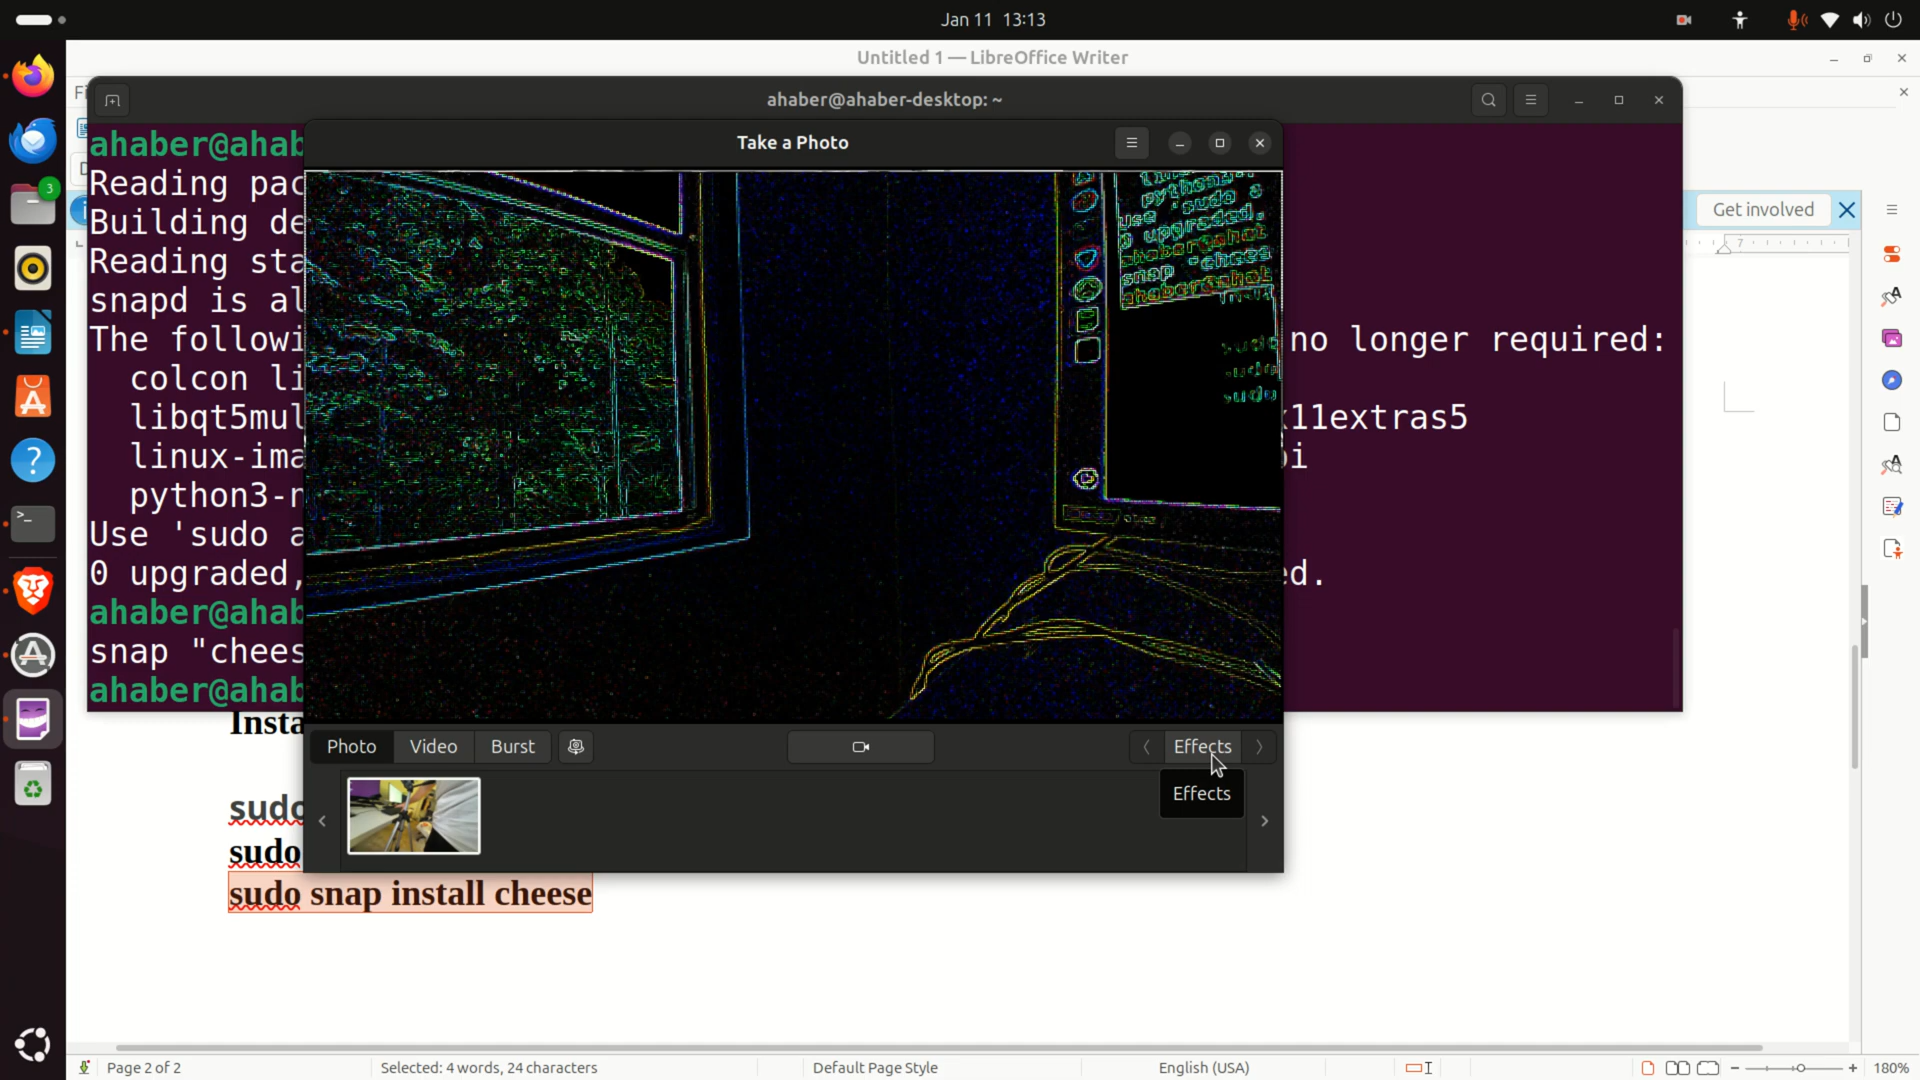 Jan 11 13:13
Untitled 1 — LibreOffice Writer
ahaber@ahaber-desktop: ~
Take a Photo
3
Get involved
7
ahaber@ahab
Reading pac
Building de
Reading sta
snapd is al
The followi
no longer required:
colcon li
libqt5mul
11extras5
linux-ima
python3-
Use 'sudo a
0 upgraded,
ed.
ahaber@ahab
snap "chees
ahaber@ahab
Insta
Photo
Video
Burst
Effects
Effects
sudo
sudo
sudo snap install cheese
Page 2 of 2
Selected: 4 words, 24 characters
Default Page Style
English (USA)
180%